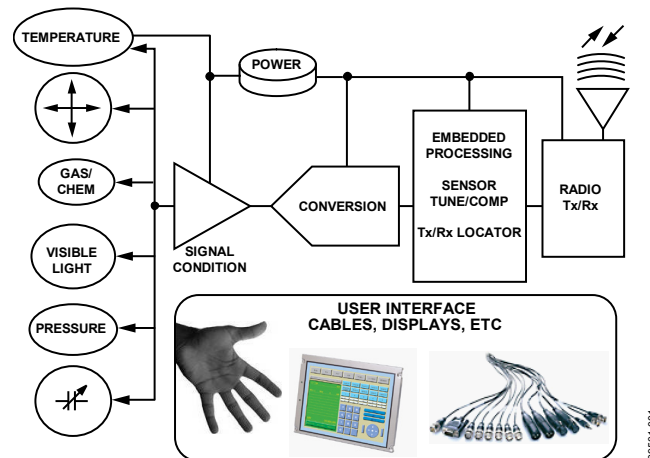 TEMPERATURE
POWER
GAS/
CHEM
VISIBLE
LIGHT
PRESSURE
SIGNAL
CONDITION
CONVERSION
EMBEDDED
PROCESSING
SENSOR
TUNE/COMP
Tx/Rx LOCATOR
RADIO
Tx/Rx
USER INTERFACE
CABLES, DISPLAYS, ETC